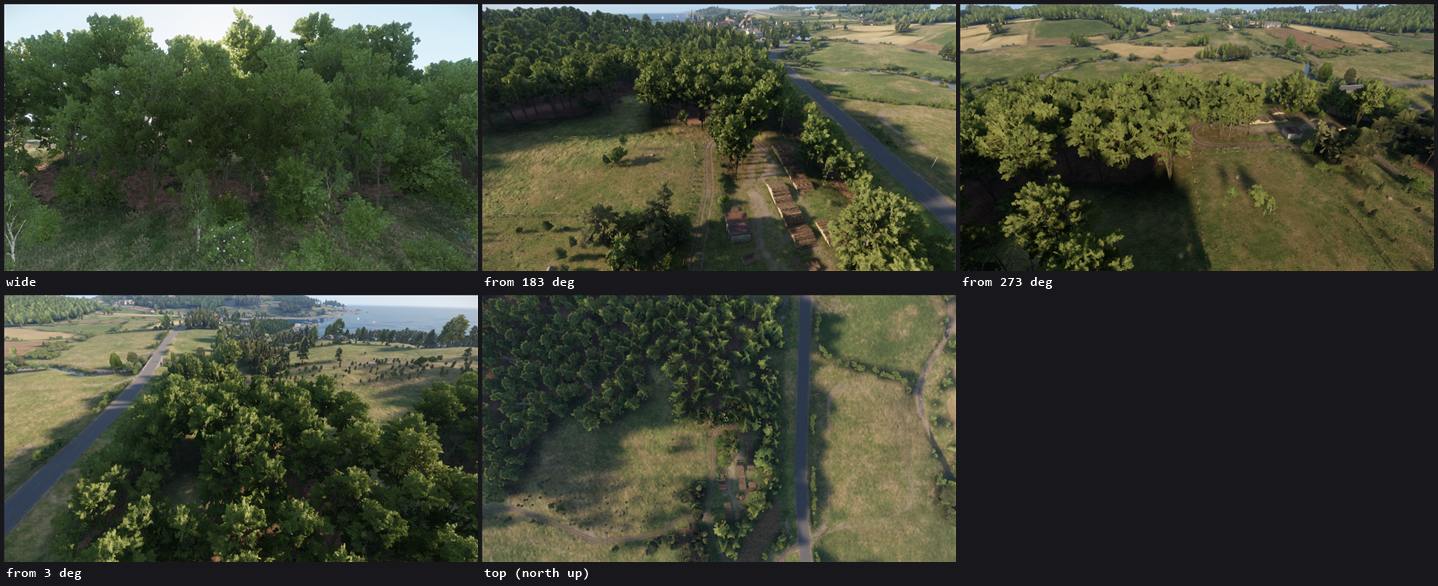 wide
from 183 deg
from 273 deg
from 3 deg
top (north up)